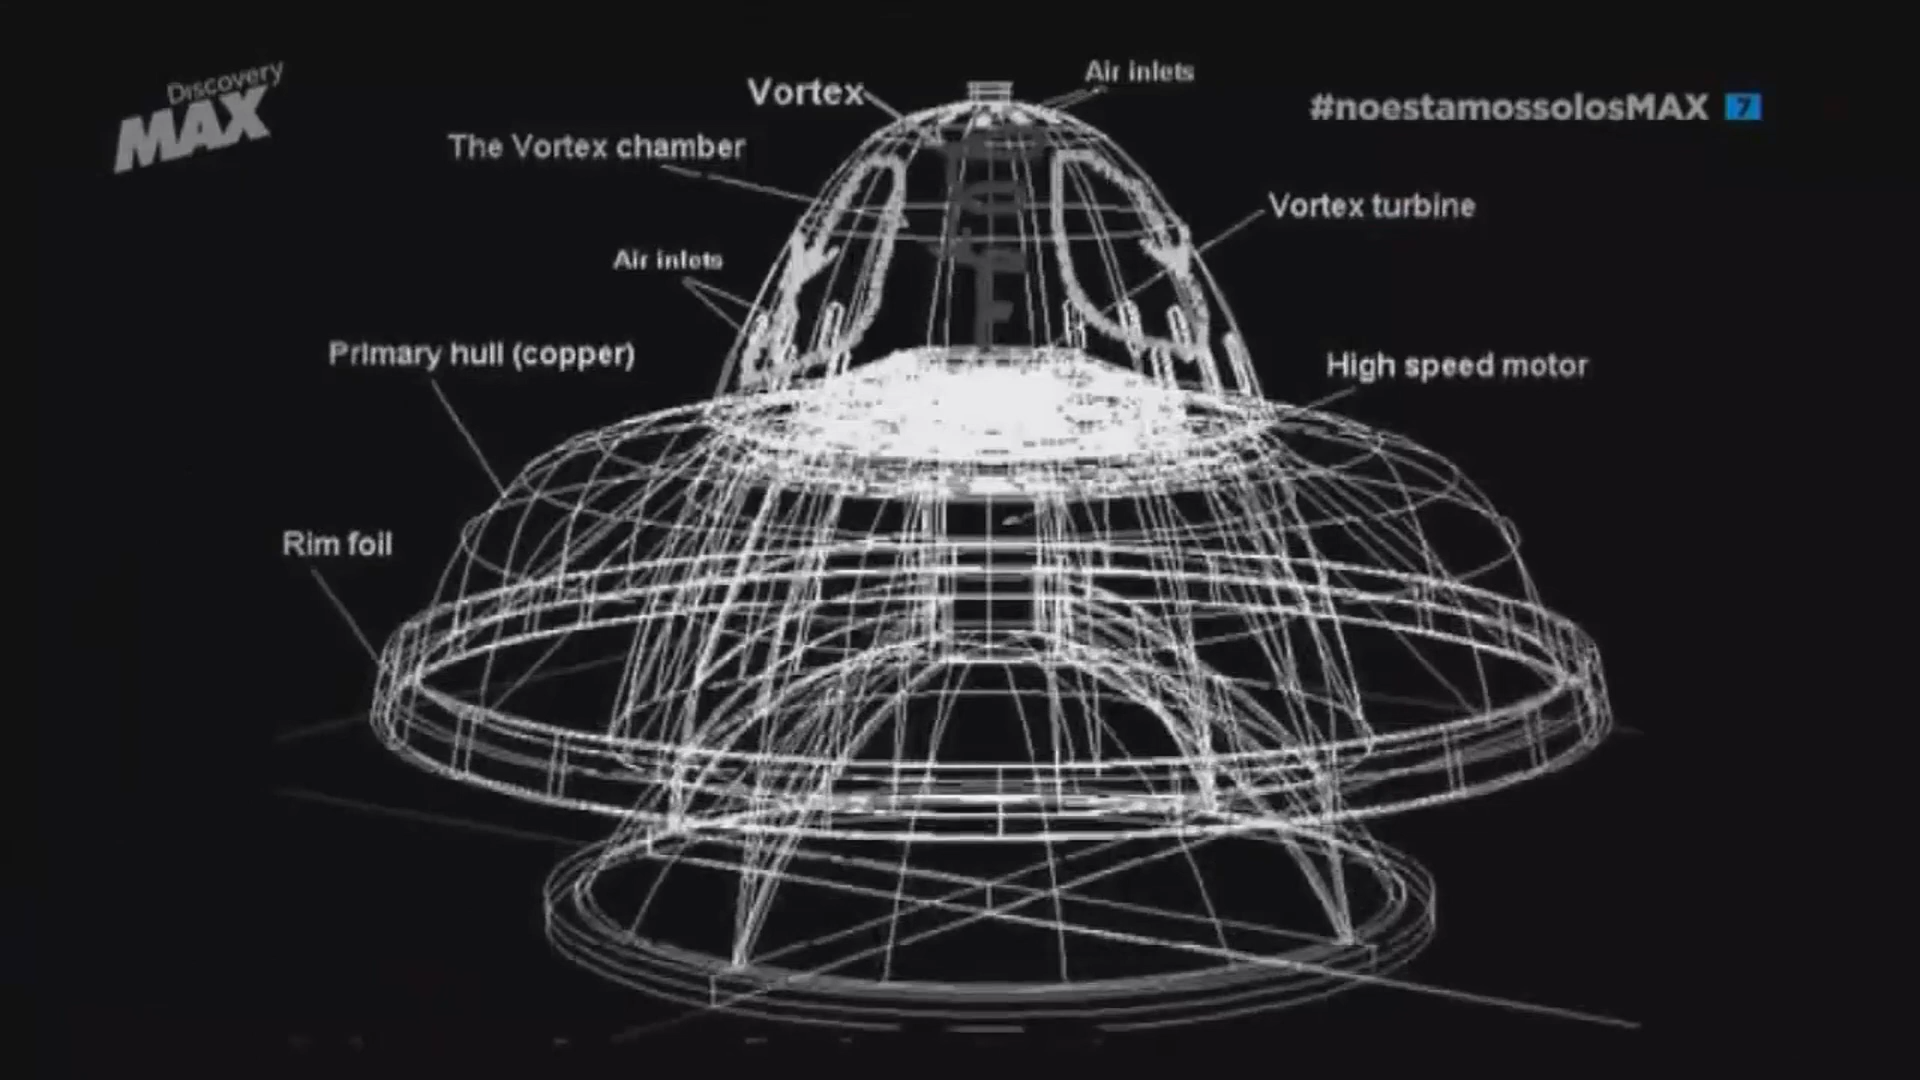 Discovery
MAX
Vortex
Air inlets
#noestamossolosMAX 7
The Vortex chamber
Vortex turbine
Air inlets
Primary hull (copper)
High speed motor
Rim foil